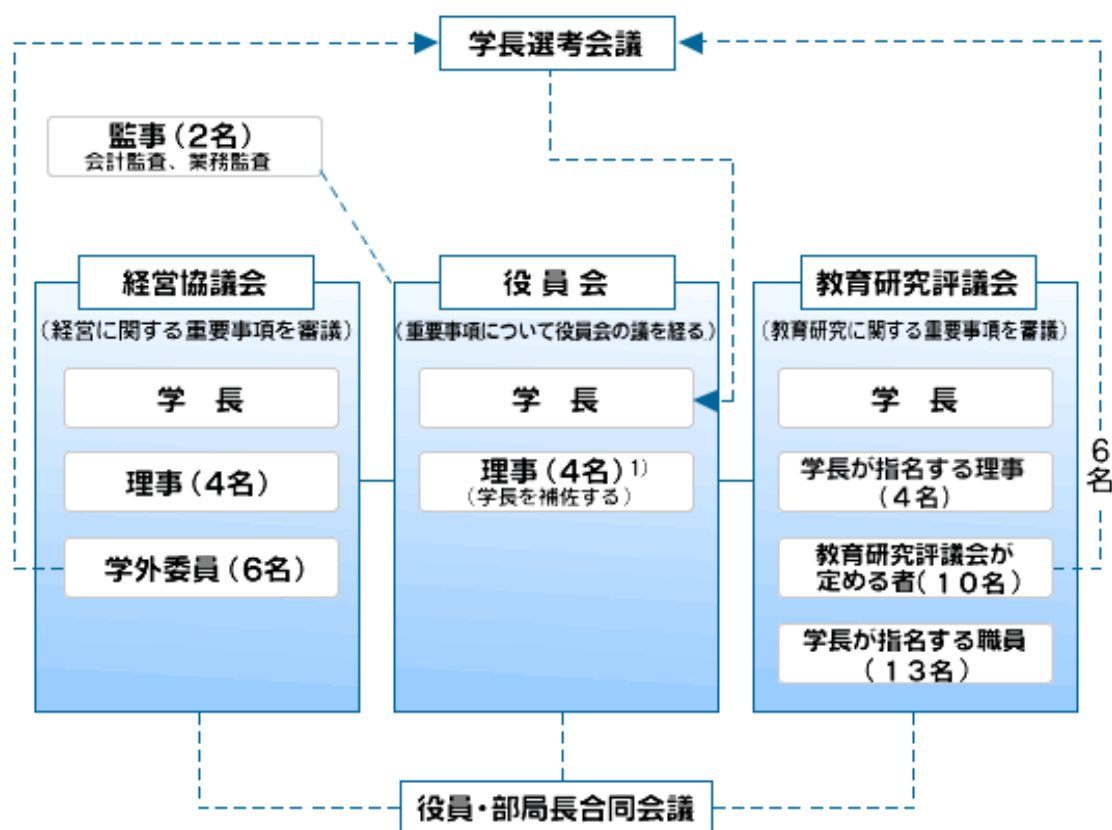 学長選考会議
監事(2名)
会計監査、業務監査
経営協議会
(経営に関する重要事項を審議)
学 長
理事(4名)
学外委員(6名)
役 員 会
(重要事項について役員会の議を経る)
学 長
理事(4名)1)
(学長を補佐する)
教育研究評議会
(教育研究に関する重要事項を審議)
学 長
学長が指名する理事
(4名)
教育研究評議会が
定める者(10名)
学長が指名する職員
(13名)
6名
役員・部局長合同会議